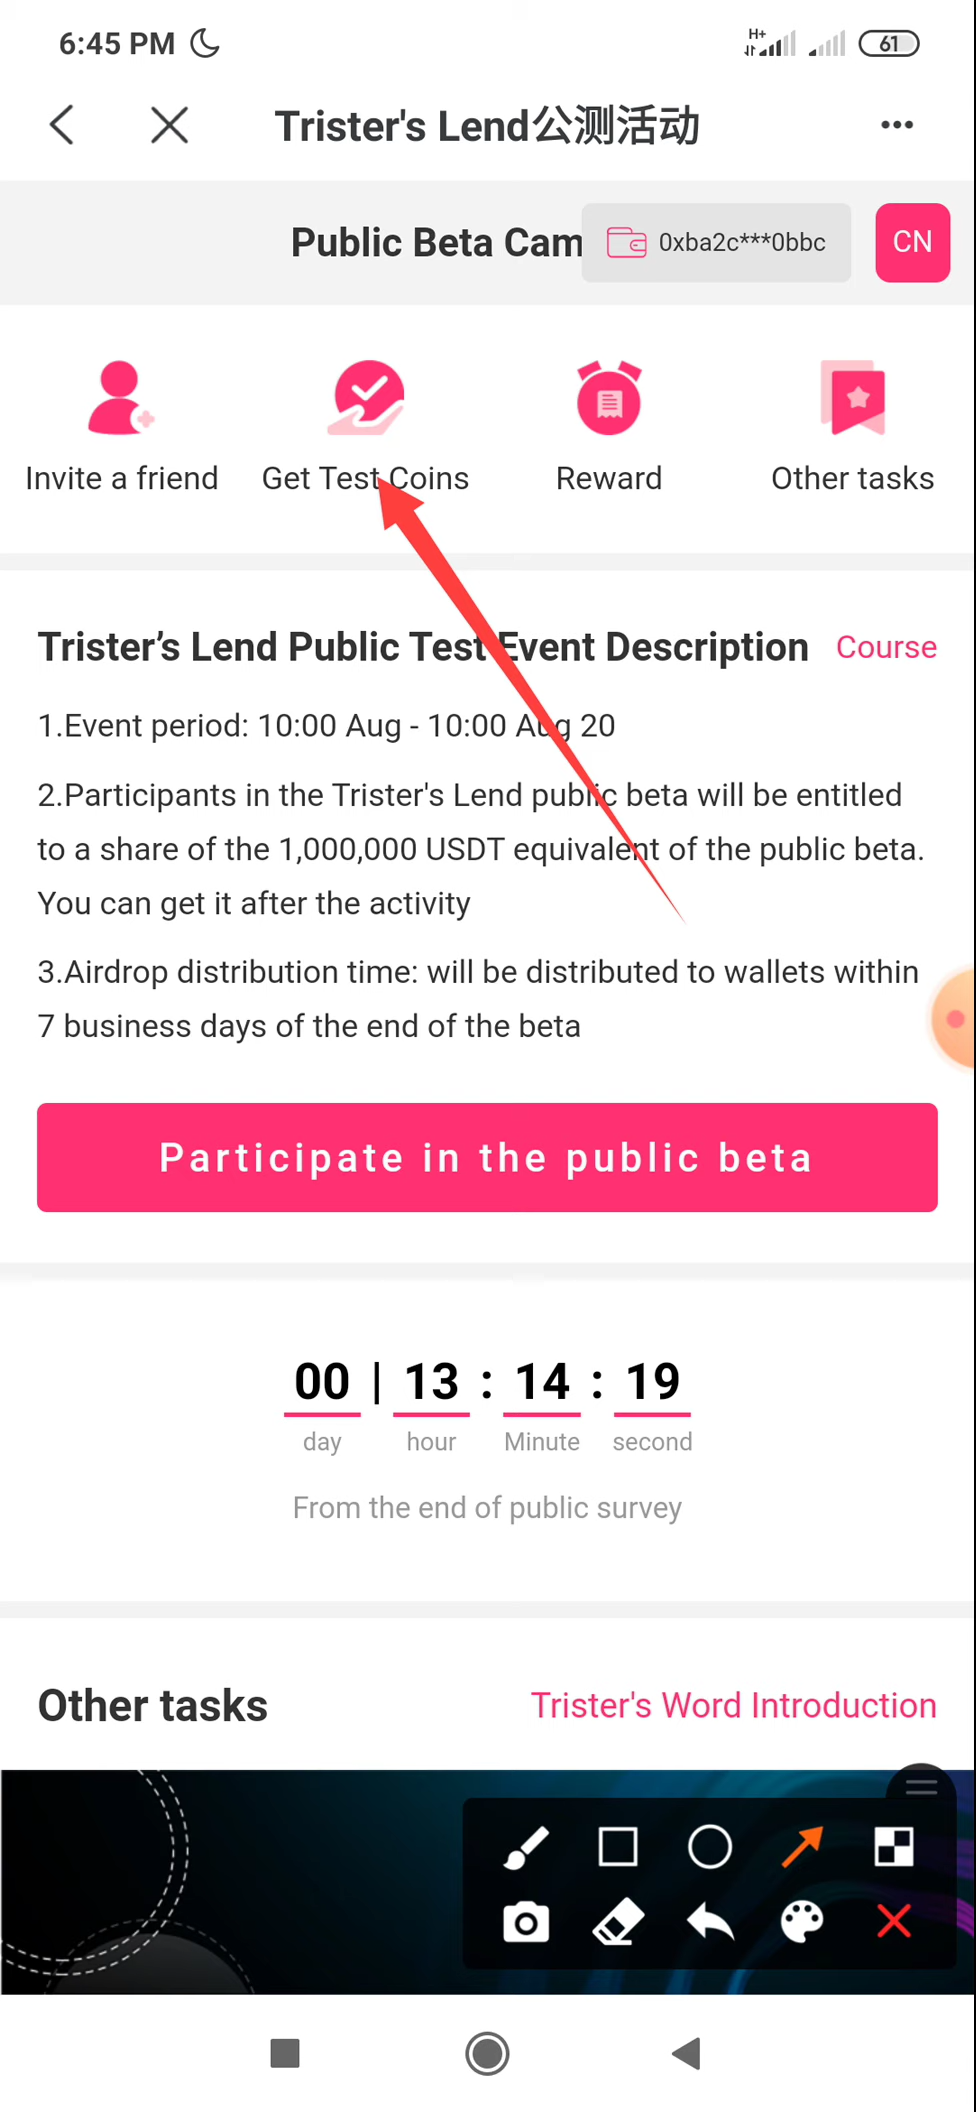 6:45 PM
H+
61
Trister's Lend公测活动
Public Beta Cam
0xba2c***0bbc
CN
Invite a friend
Get Test Coins
Reward
Other tasks
Trister’s Lend Public Test Event Description
Course
1.Event period: 10:00 Aug - 10:00 Aug 20
2.Participants in the Trister's Lend public beta will be entitled
to a share of the 1,000,000 USDT equivalent of the public beta.
You can get it after the activity
3.Airdrop distribution time: will be distributed to wallets within
7 business days of the end of the beta
Participate in the public beta
00 | 13 : 14 : 19
day hour Minute second
From the end of public survey
Other tasks
Trister's Word Introduction